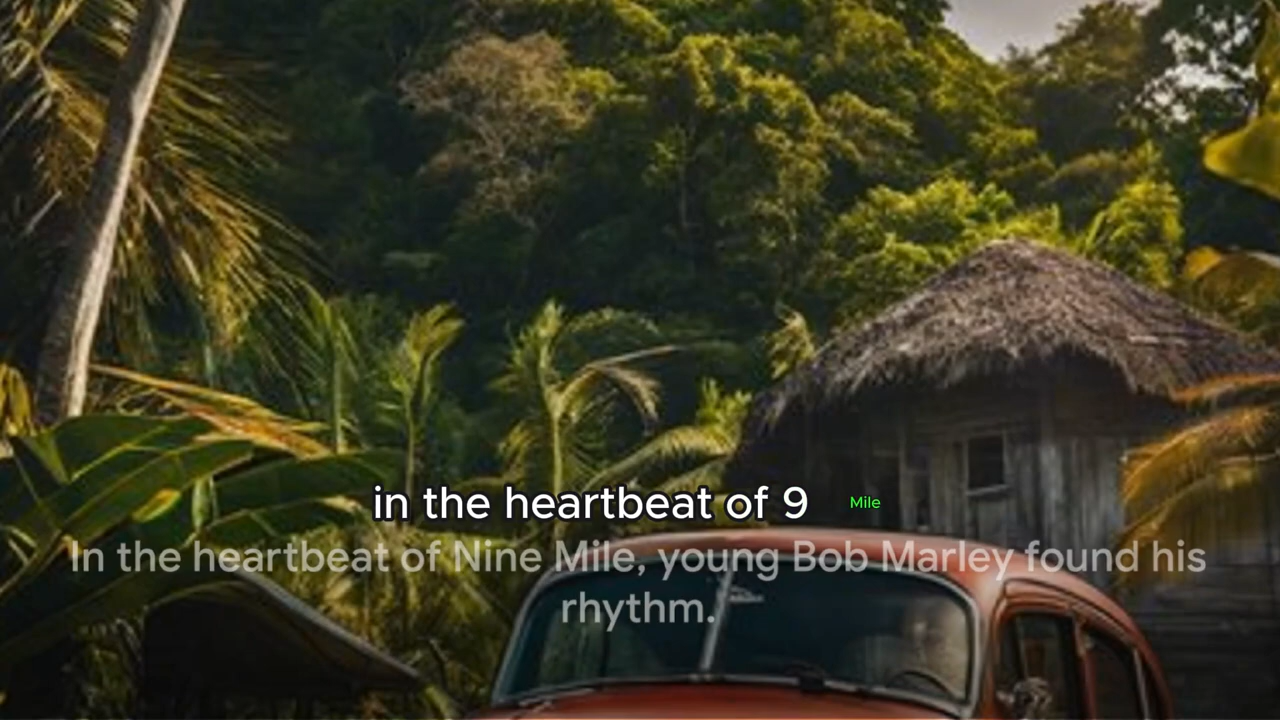 in the heartbeat of 9 Mile
In the heartbeat of Nine Mile, young Bob Marley found his
rhythm.